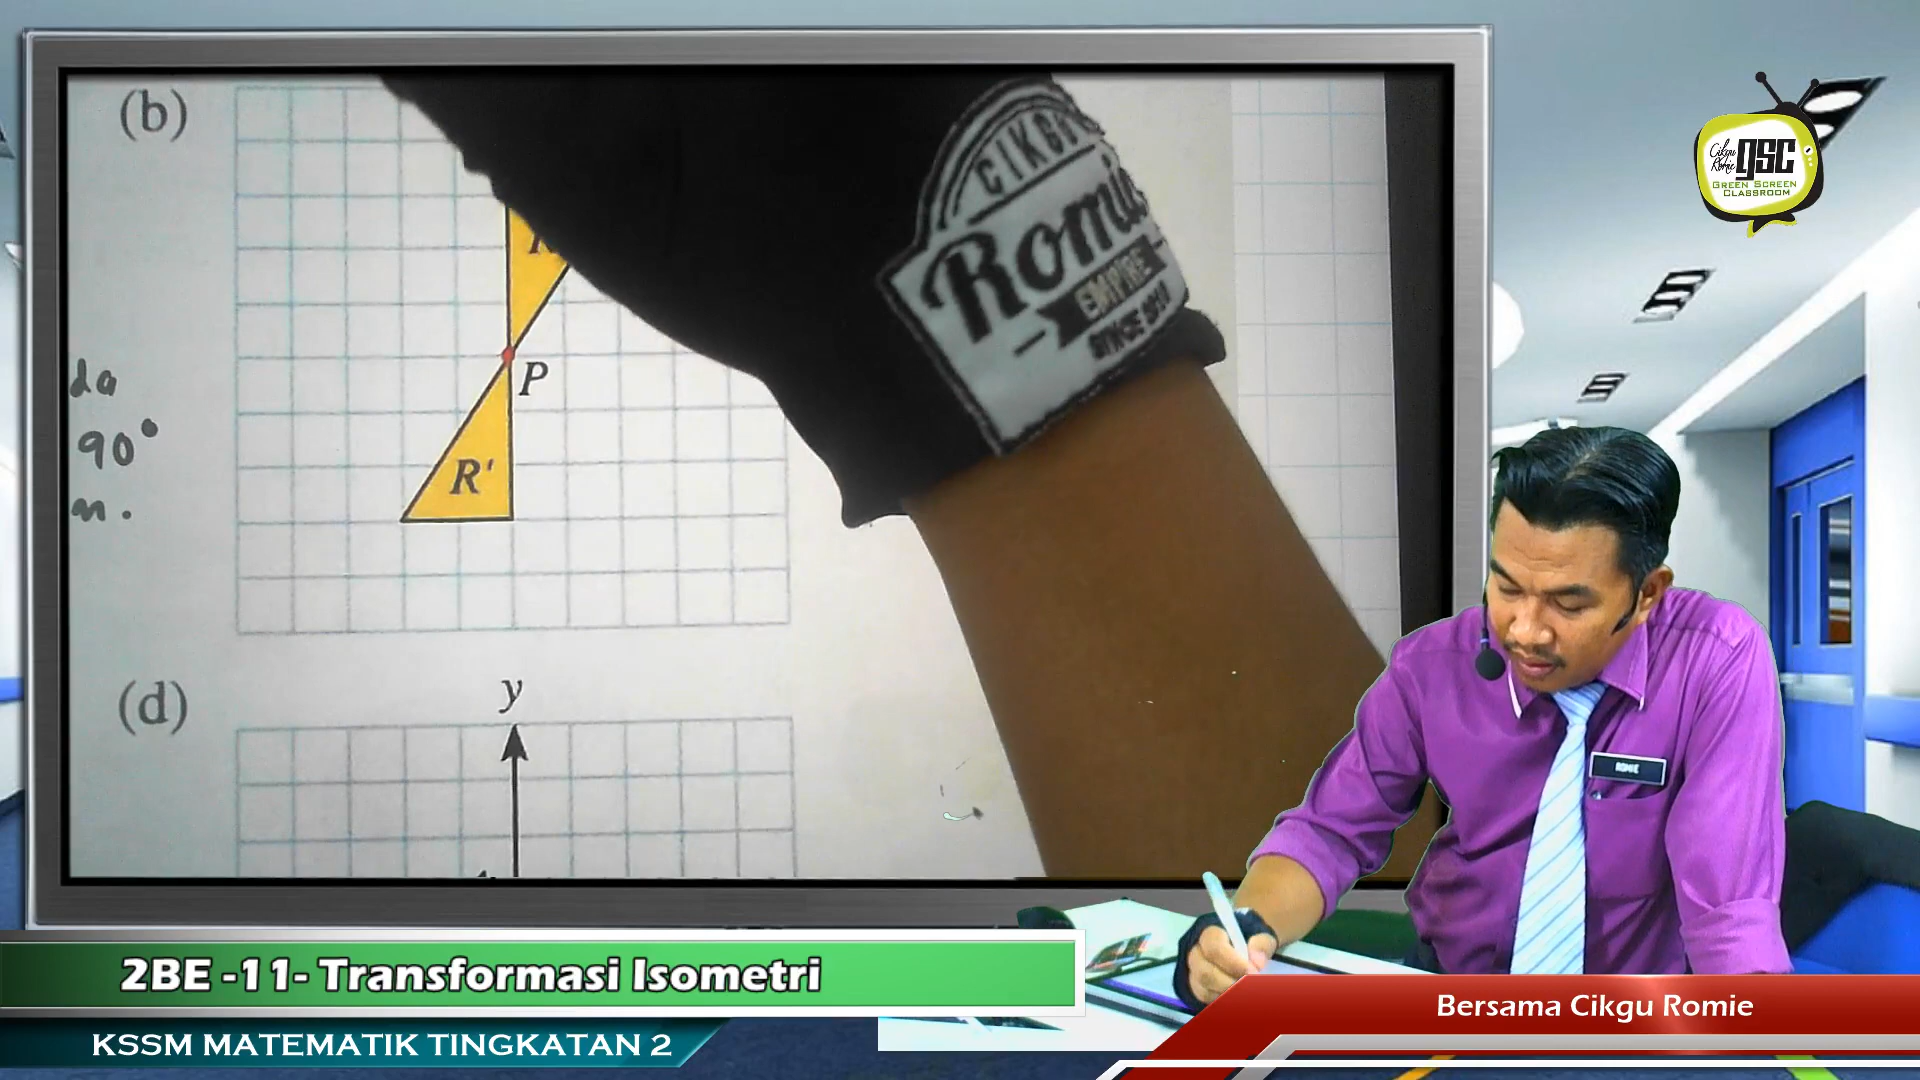 (b)
P
R'
da
90°
n.
(d)
y
CIKGU
Romie
EMPIRE
SINCE 2017
Cikgu
Romie
gsc
GREEN SCREEN
CLASSROOM
ROMIE
2BE -11- Transformasi Isometri
Bersama Cikgu Romie
KSSM MATEMATIK TINGKATAN 2